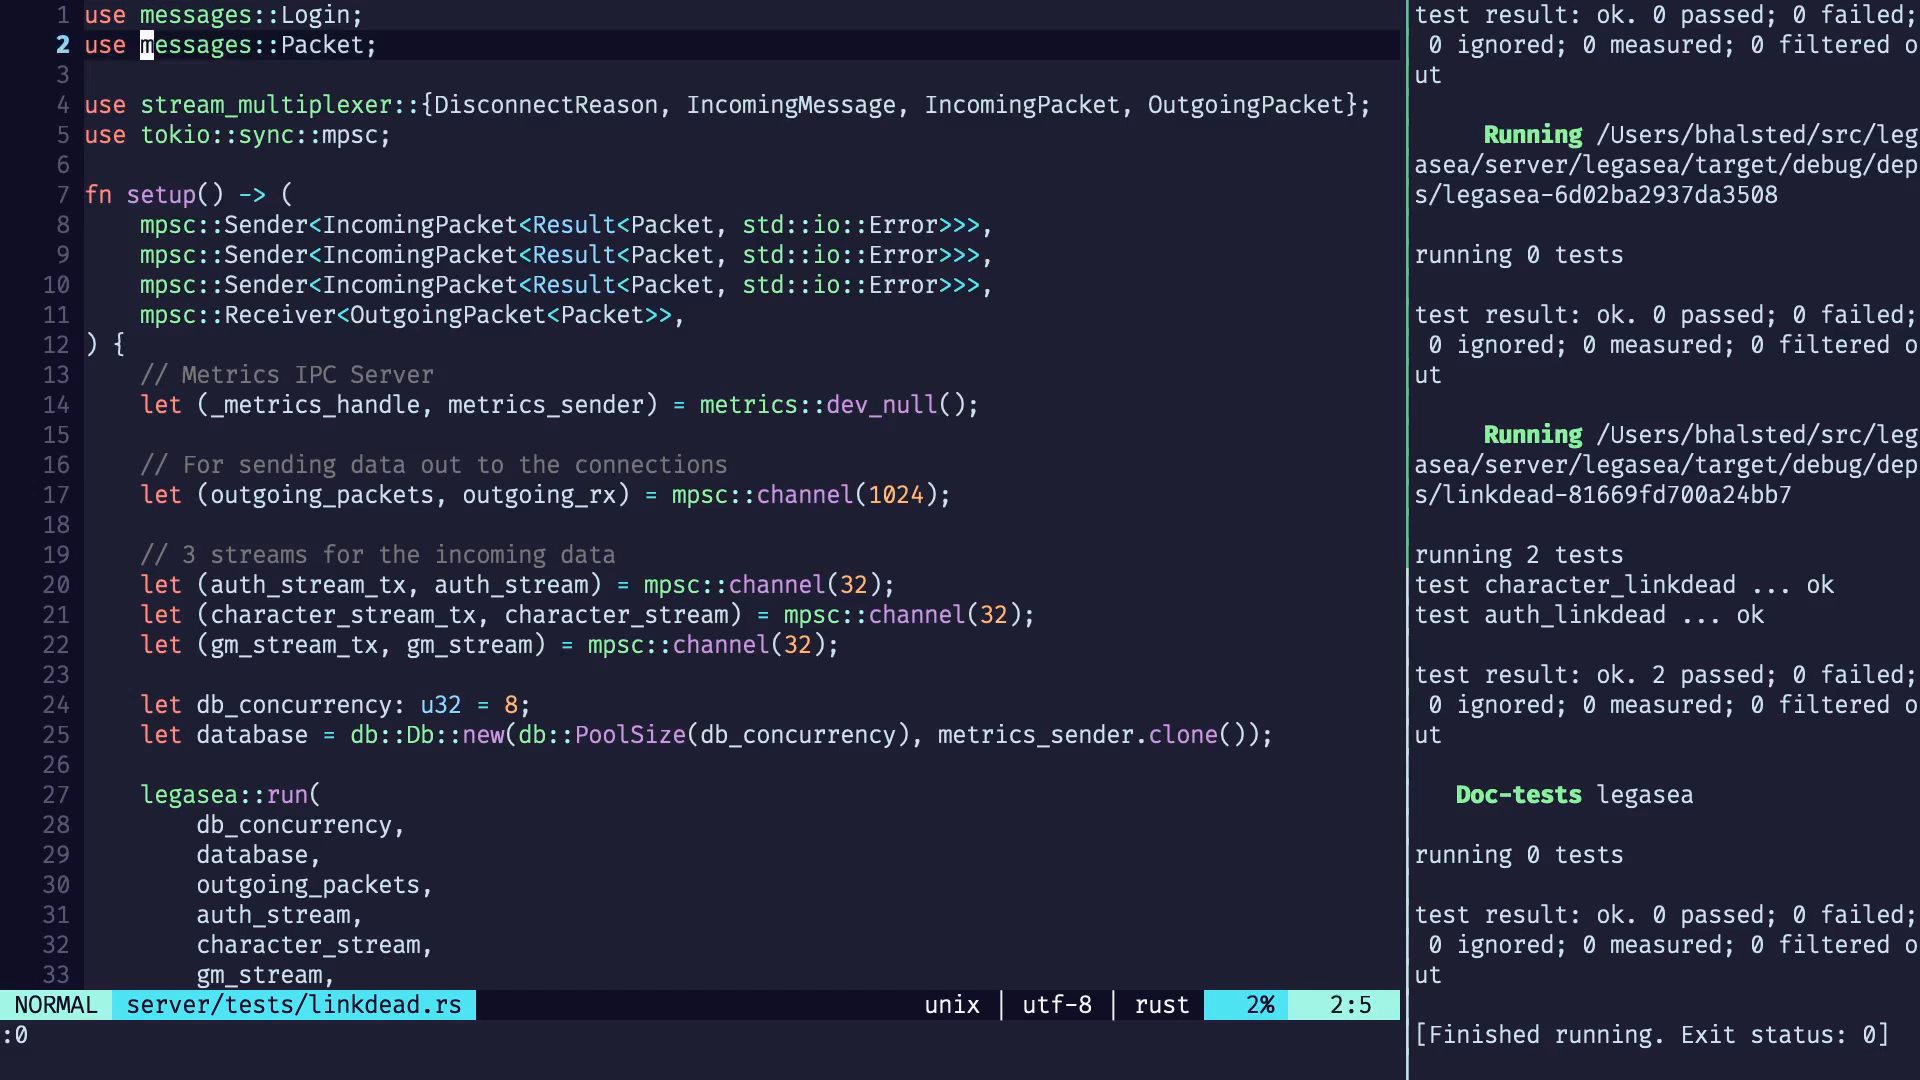 1 use messages::Login;
2 use messages::Packet;
3
4 use stream_multiplexer::{DisconnectReason, IncomingMessage, IncomingPacket, OutgoingPacket};
5 use tokio::sync::mpsc;
6
7 fn setup() -> (
8     mpsc::Sender<IncomingPacket<Result<Packet, std::io::Error>>>,
9     mpsc::Sender<IncomingPacket<Result<Packet, std::io::Error>>>,
10     mpsc::Sender<IncomingPacket<Result<Packet, std::io::Error>>>,
11     mpsc::Receiver<OutgoingPacket<Packet>>,
12 ) {
13     // Metrics IPC Server
14     let (_metrics_handle, metrics_sender) = metrics::dev_null();
15
16     // For sending data out to the connections
17     let (outgoing_packets, outgoing_rx) = mpsc::channel(1024);
18
19     // 3 streams for the incoming data
20     let (auth_stream_tx, auth_stream) = mpsc::channel(32);
21     let (character_stream_tx, character_stream) = mpsc::channel(32);
22     let (gm_stream_tx, gm_stream) = mpsc::channel(32);
23
24     let db_concurrency: u32 = 8;
25     let database = db::Db::new(db::PoolSize(db_concurrency), metrics_sender.clone());
26
27     legasea::run(
28         db_concurrency,
29         database,
30         outgoing_packets,
31         auth_stream,
32         character_stream,
33         gm_stream,
NORMAL server/tests/linkdead.rs unix | utf-8 | rust 2% 2:5
:0
test result: ok. 0 passed; 0 failed;
 0 ignored; 0 measured; 0 filtered o
ut
     Running /Users/bhalsted/src/leg
asea/server/legasea/target/debug/dep
s/legasea-6d02ba2937da3508
running 0 tests
test result: ok. 0 passed; 0 failed;
 0 ignored; 0 measured; 0 filtered o
ut
     Running /Users/bhalsted/src/leg
asea/server/legasea/target/debug/dep
s/linkdead-81669fd700a24bb7
running 2 tests
test character_linkdead ... ok
test auth_linkdead ... ok
test result: ok. 2 passed; 0 failed;
 0 ignored; 0 measured; 0 filtered o
ut
   Doc-tests legasea
running 0 tests
test result: ok. 0 passed; 0 failed;
 0 ignored; 0 measured; 0 filtered o
ut
[Finished running. Exit status: 0]